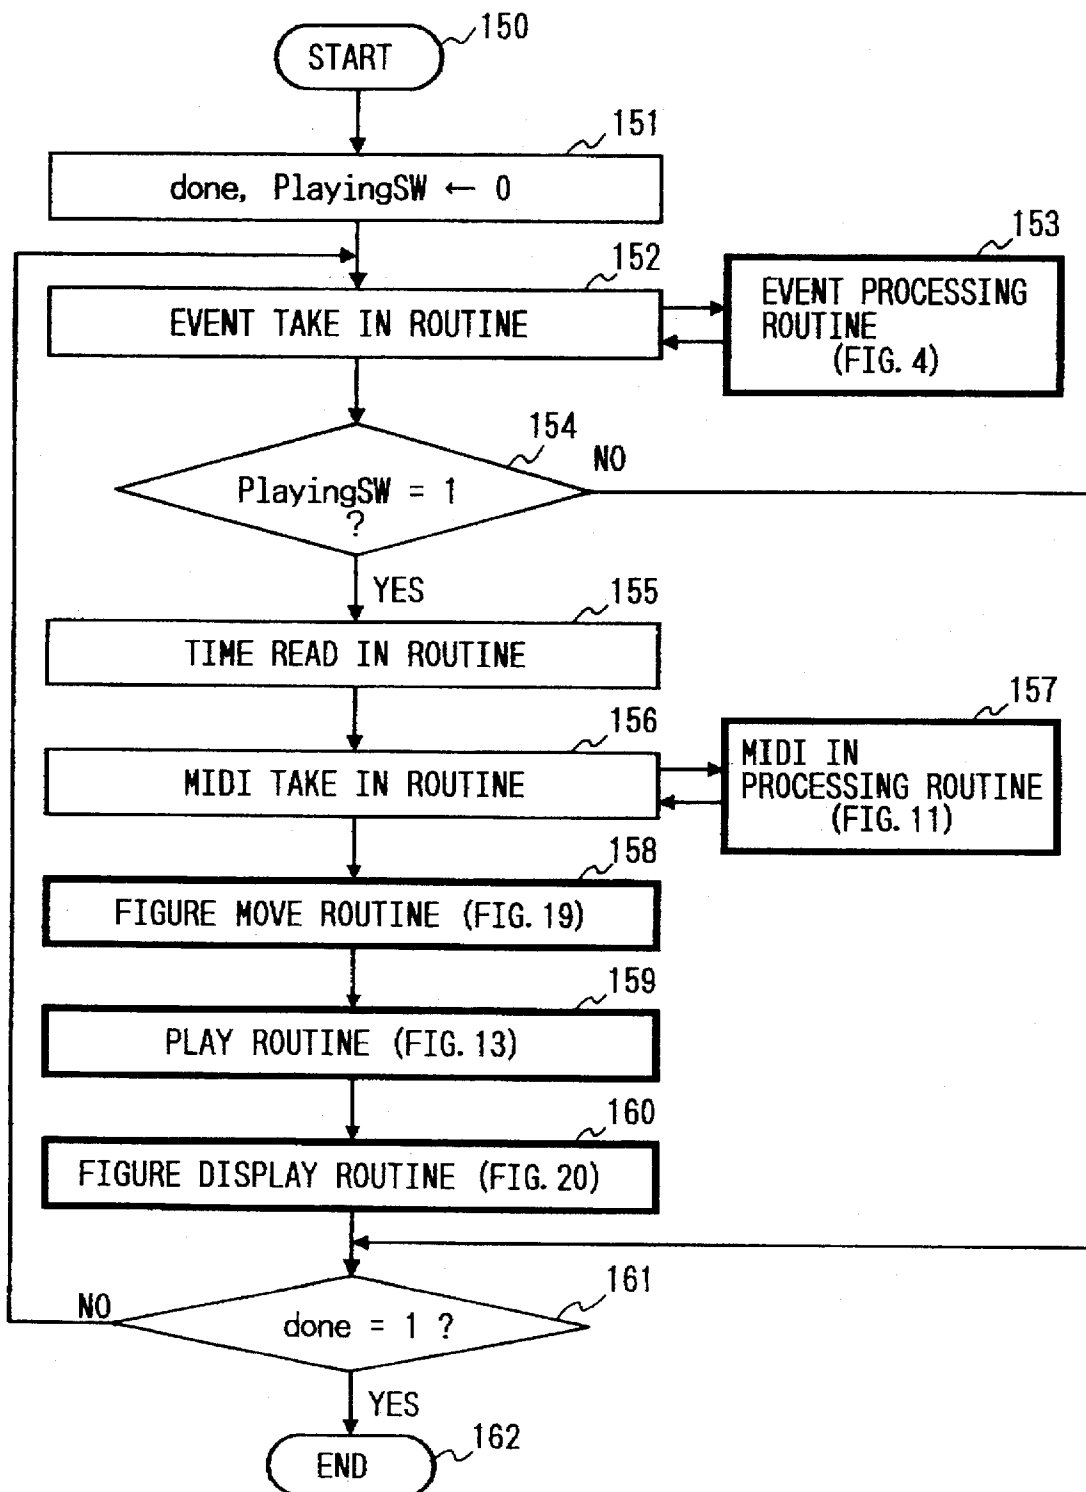 150
START
151
done, PlayingSW ← 0
152
EVENT TAKE IN ROUTINE
153
EVENT PROCESSING
ROUTINE
(FIG. 4)
154
PlayingSW = 1
?
NO
YES
155
TIME READ IN ROUTINE
156
MIDI TAKE IN ROUTINE
157
MIDI IN
PROCESSING ROUTINE
(FIG. 11)
158
FIGURE MOVE ROUTINE (FIG. 19)
159
PLAY ROUTINE (FIG. 13)
160
FIGURE DISPLAY ROUTINE (FIG. 20)
161
NO
done = 1 ?
YES
162
END